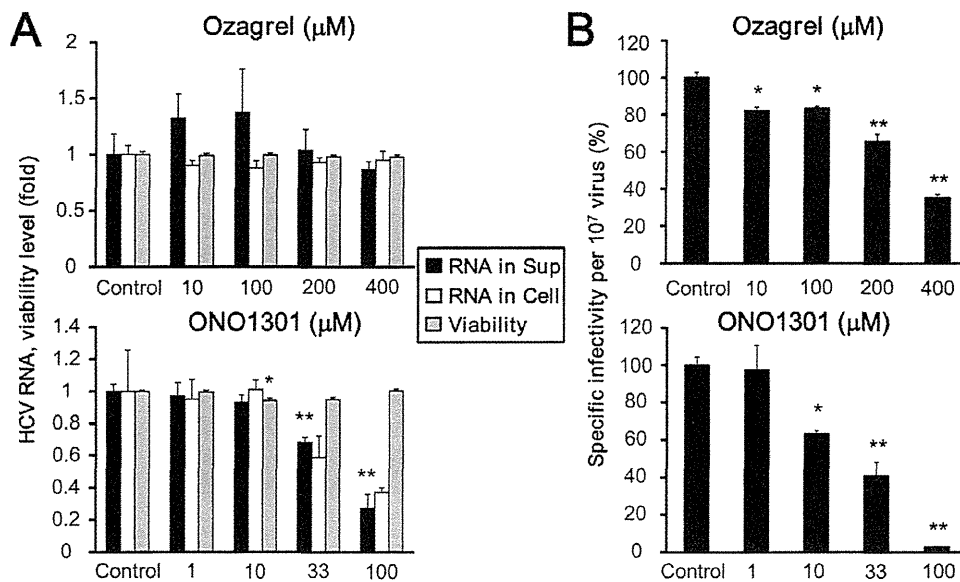 A
Ozagrel (μM)
2
1.5
1
0.5
1
Control 10 100 200 400
RNA in Sup
RNA in Cell
Viability
HCV RNA, viability level (fold)
ONO1301 (μM)
1.4
1.2
1
0.8
0.6
0.4
0.2
0
*
**
**
Control 1 10 33 100
B
Ozagrel (μM)
120
100
80
60
40
20
0
*
*
**
**
Control 10 100 200 400
Specific infectivity per 10⁷ virus (%)
ONO1301 (μM)
120
100
80
60
40
20
0
*
**
**
Control 1 10 33 100